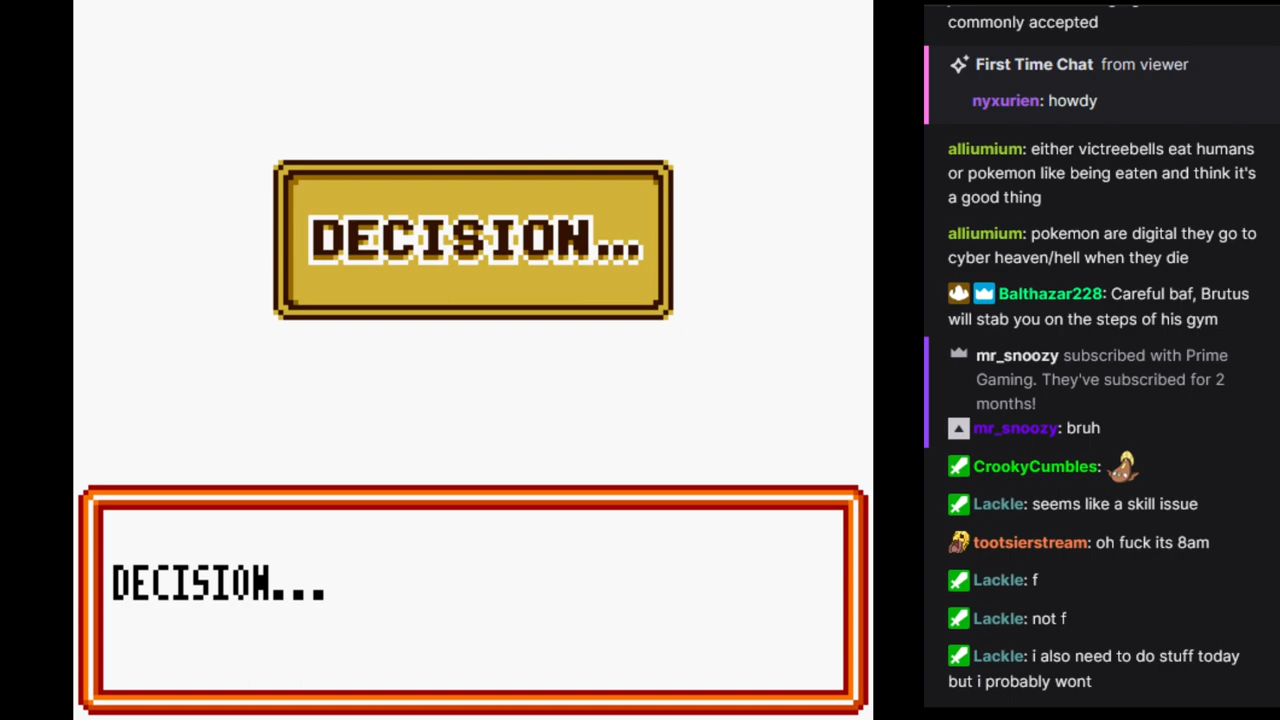 DECISION...
DECISION...
commonly accepted
First Time Chat from viewer
nyxurien: howdy
alliumium: either victreebells eat humans
or pokemon like being eaten and think it's
a good thing
alliumium: pokemon are digital they go to
cyber heaven/hell when they die
Balthazar228: Careful baf, Brutus
will stab you on the steps of his gym
mr_snoozy subscribed with Prime
Gaming. They've subscribed for 2
months!
mr_snoozy: bruh
CrookyCumbles:
Lackle: seems like a skill issue
tootsierstream: oh fuck its 8am
Lackle: f
Lackle: not f
Lackle: i also need to do stuff today
but i probably wont